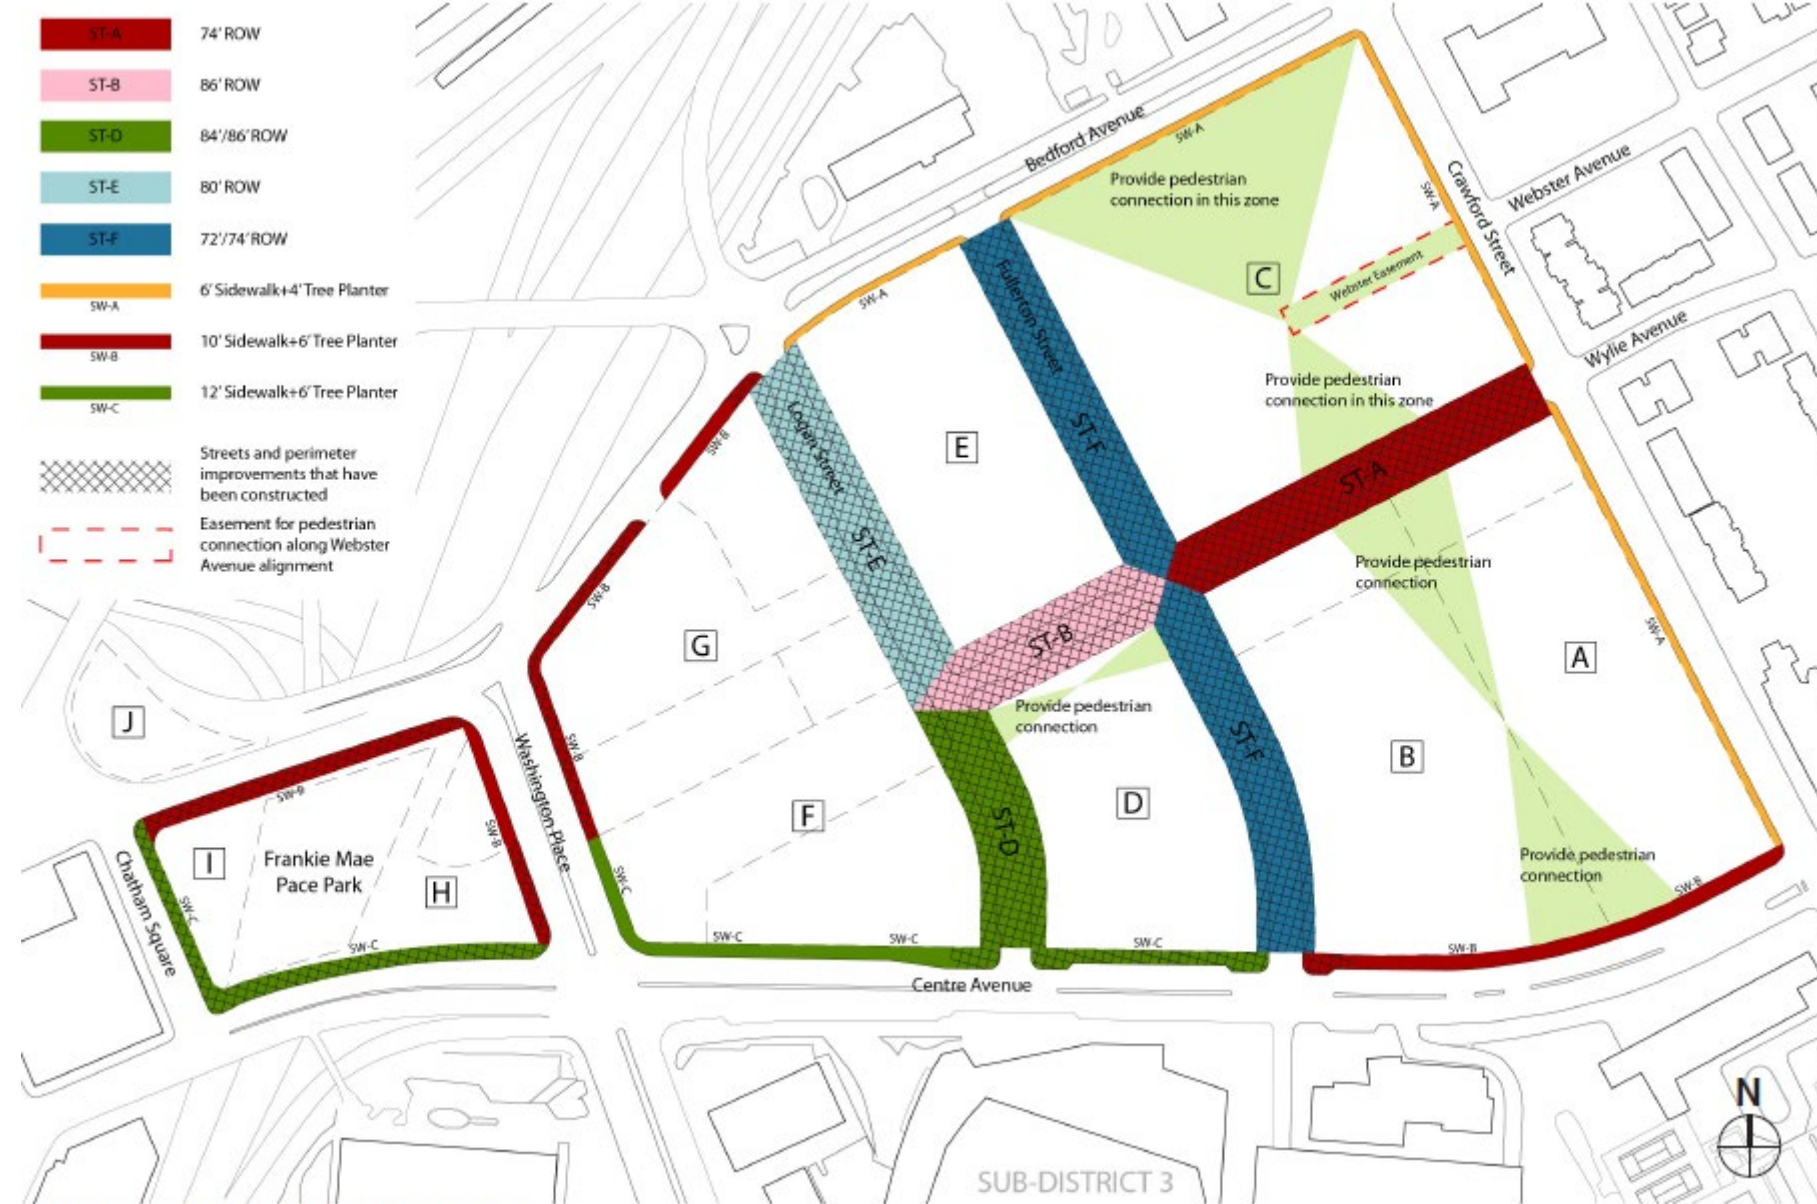 ST-A
74' ROW
ST-B
86' ROW
ST-D
84'/86' ROW
ST-E
80' ROW
ST-F
72'/74' ROW
SW-A
6' Sidewalk+4' Tree Planter
SW-B
10' Sidewalk+6' Tree Planter
SW-C
12' Sidewalk+6' Tree Planter
Streets and perimeter
improvements that have
been constructed
Easement for pedestrian
connection along Webster
Avenue alignment
Bedford Avenue
SW-A
Provide pedestrian
connection in this zone
SW-A
Crawford Street
Webster Avenue
C
Webster Easement
SW-A
Fullerton Street
Wylie Avenue
Provide pedestrian
connection in this zone
Logan Street
SW-B
E
ST-F
ST-A
ST-E
SW-B
Provide pedestrian
connection
ST-B
G
A
SW-A
J
Provide pedestrian
connection
Washington Place
SW-B
ST-F
B
SW-B
F
D
ST-D
SW-B
Chatham Square
I
Frankie Mae
Pace Park
H
SW-C
SW-C
Provide pedestrian
connection
SW-B
SW-C
SW-C
SW-C
SW-C
SW-B
Centre Avenue
N
SUB-DISTRICT 3